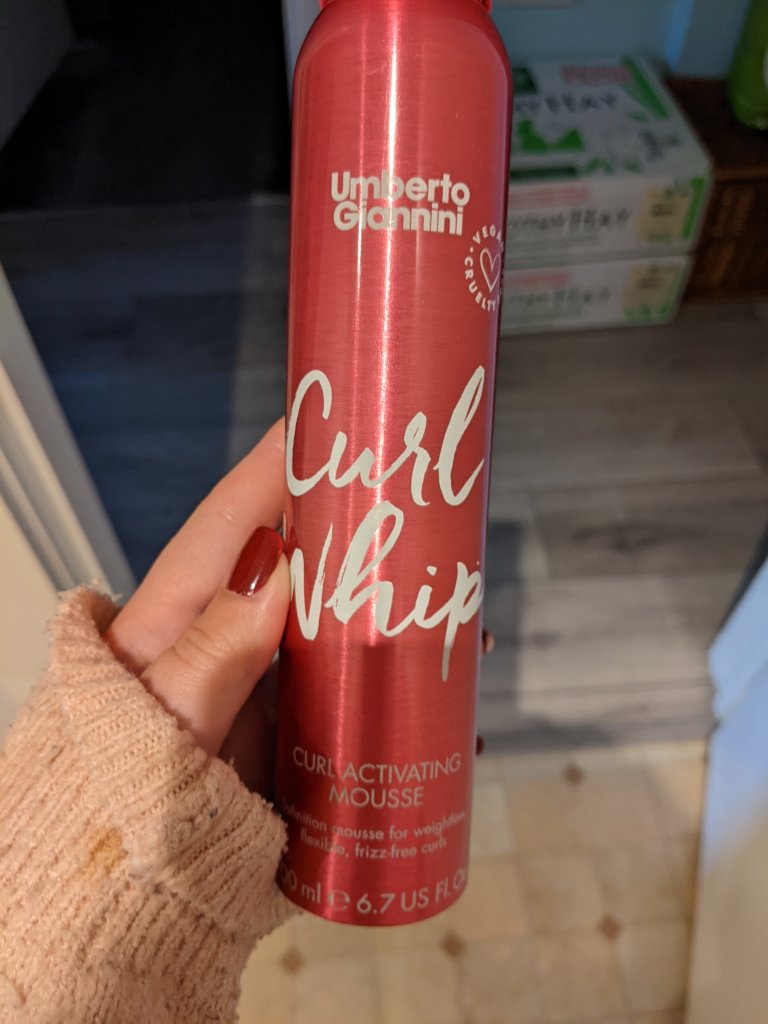 Umberto
Giannini
VEGAN
CRUELTY
Curl
Whip
CURL ACTIVATING
MOUSSE
mousse for weightless,
flexible, frizz-free curls
ml e 6.7 US Fl.